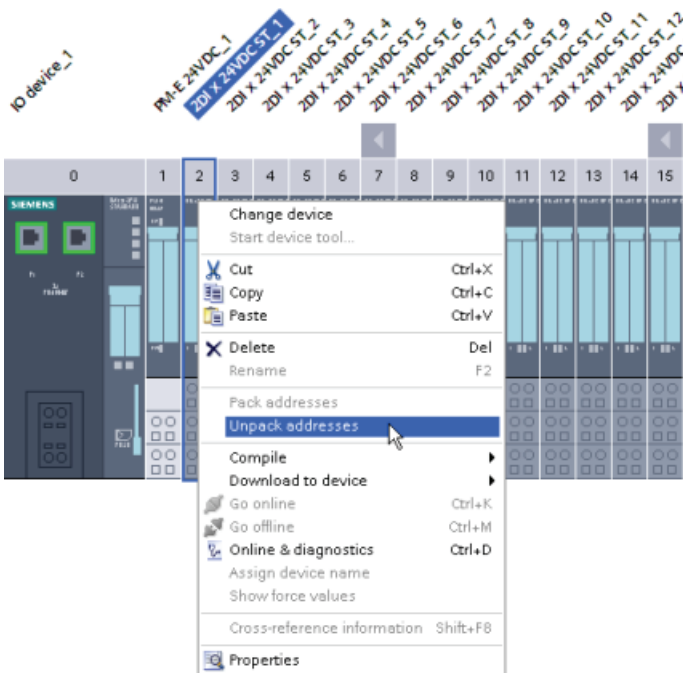 IO device_1
PM-E 24VDC_1
2DI X 24VDC ST_1
2DI X 24VDC ST_2
2DI X 24VDC ST_3
2DI X 24VDC ST_4
2DI X 24VDC ST_5
2DI X 24VDC ST_6
2DI X 24VDC ST_7
2DI X 24VDC ST_8
2DI X 24VDC ST_9
2DI X 24VDC ST_10
2DI X 24VDC ST_11
2DI X 24VDC ST_12
2DI X
0 1 2 3 4 5 6 7 8 9 10 11 12 13 14 15
SIEMENS
Change device
Start device tool...
Cut Ctrl+X
Copy Ctrl+C
Paste Ctrl+V
Delete Del
Rename F2
Pack addresses
Unpack addresses
Compile
Download to device
Go online Ctrl+K
Go offline Ctrl+M
Online & diagnostics Ctrl+D
Assign device name
Show force values
Cross-reference information Shift+F8
Properties